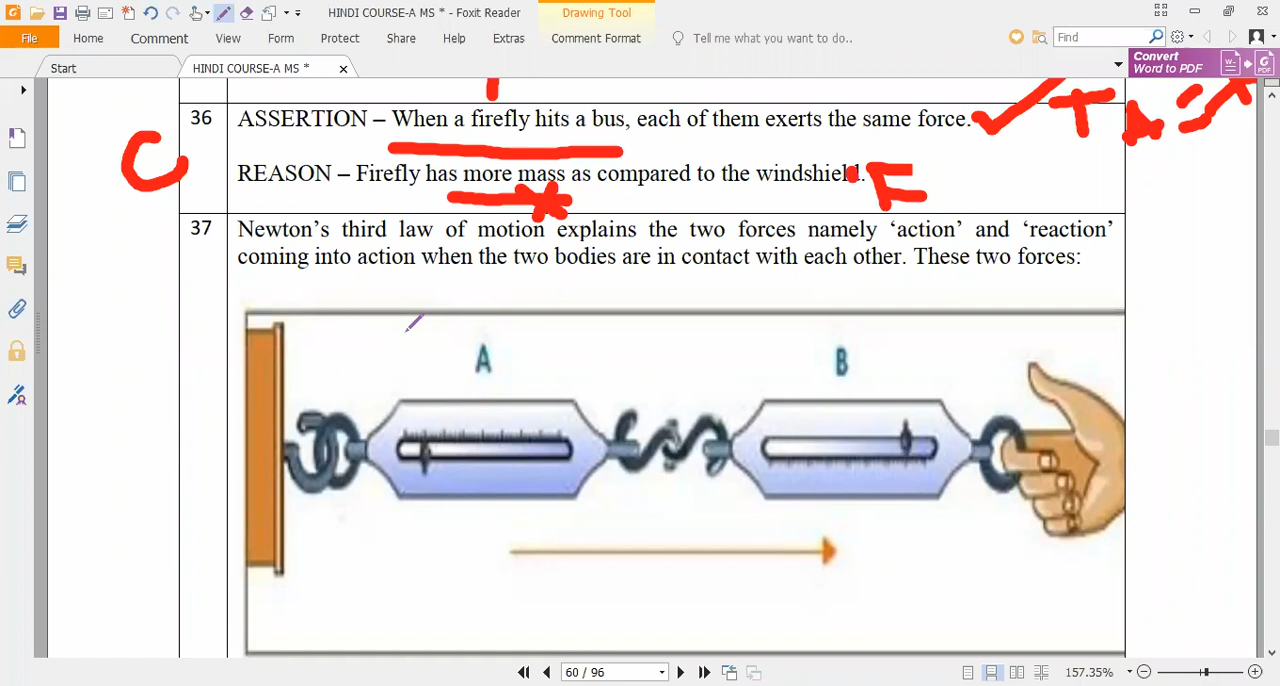 HINDI COURSE-A MS * - Foxit Reader
Drawing Tool
File Home Comment View Form Protect Share Help Extras Comment Format Tell me what you want to do.. Find
Start HINDI COURSE-A MS *
Convert
Word to PDF
36 ASSERTION – When a firefly hits a bus, each of them exerts the same force.
C
REASON – Firefly has more mass as compared to the windshield. F
37 Newton's third law of motion explains the two forces namely 'action' and 'reaction'
coming into action when the two bodies are in contact with each other. These two forces:
A B
60 / 96 157.35%